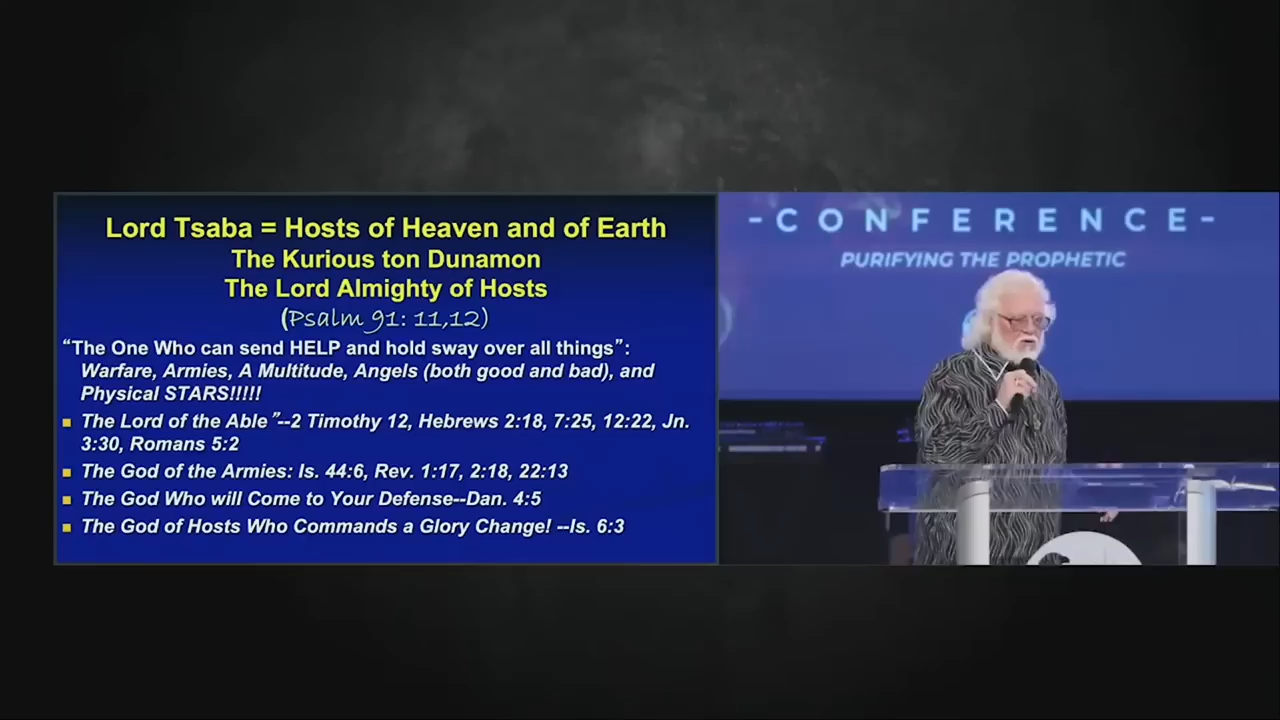 Lord Tsaba = Hosts of Heaven and of Earth
The Kurious ton Dunamon
The Lord Almighty of Hosts
(Psalm 91: 11,12)
“The One Who can send HELP and hold sway over all things”:
Warfare, Armies, A Multitude, Angels (both good and bad), and
Physical STARS!!!!!
The Lord of the Able”--2 Timothy 12, Hebrews 2:18, 7:25, 12:22, Jn.
3:30, Romans 5:2
The God of the Armies: Is. 44:6, Rev. 1:17, 2:18, 22:13
The God Who will Come to Your Defense--Dan. 4:5
The God of Hosts Who Commands a Glory Change! --Is. 6:3
-CONFERENCE-
PURIFYING THE PROPHETIC